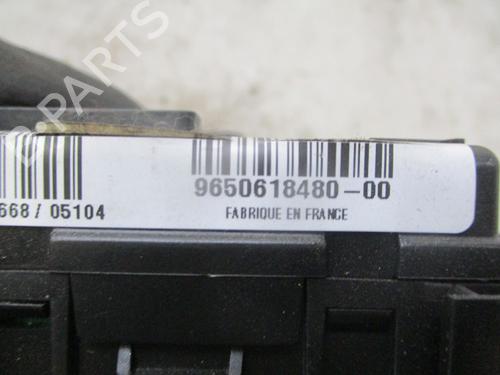 B-PARTS
9650618480-00
668/05104
FABRIQUE EN FRANCE